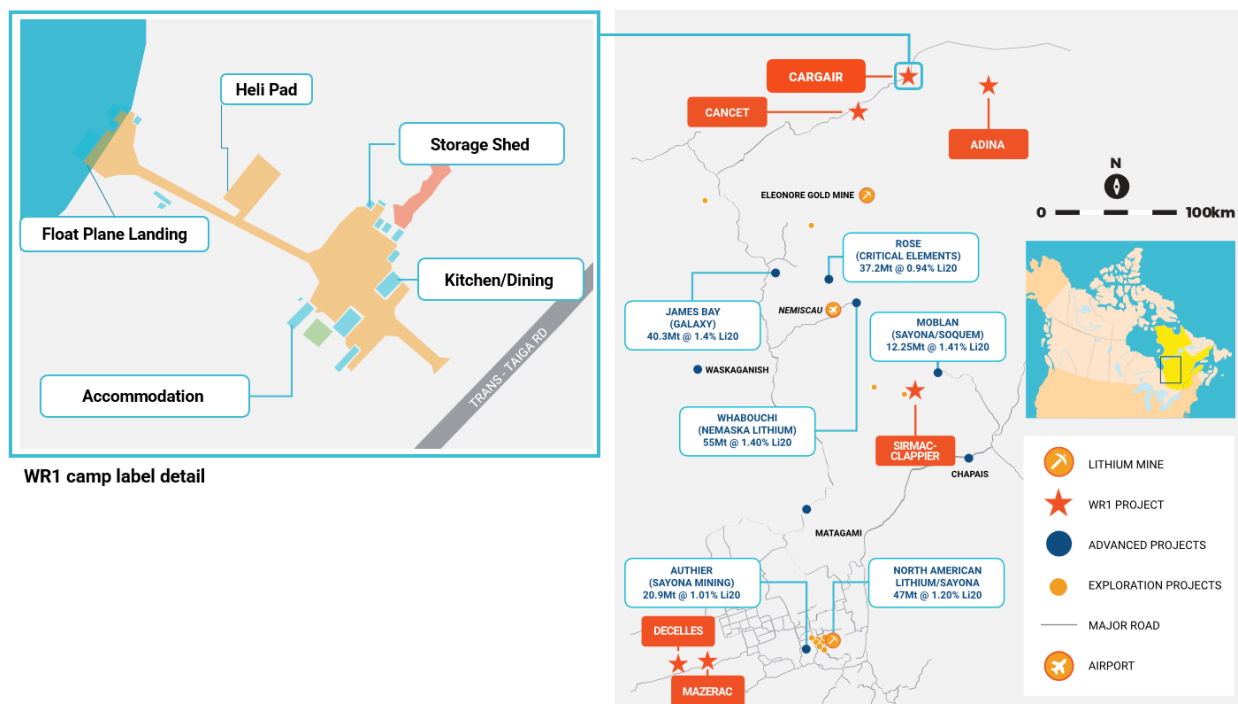 Heli Pad
Storage Shed
Float Plane Landing
Kitchen/Dining
Accommodation
TRANS - TAIGA RD
WR1 camp label detail
CARGAIR
CANCET
ADINA
N
0 100km
ELEONORE GOLD MINE
ROSE
(CRITICAL ELEMENTS)
37.2Mt @ 0.94% Li20
JAMES BAY
(GALAXY)
40.3Mt @ 1.4% Li20
NEMISCAU
MOBLAN
(SAYONA/SOQUEM)
12.25Mt @ 1.41% Li20
WASKAGANISH
WHABOUCHI
(NEMASKA LITHIUM)
55Mt @ 1.40% Li20
SIRMAC-
CLAPPIER
CHAPAIS
MATAGAMI
AUTHIER
(SAYONA MINING)
20.9Mt @ 1.01% Li20
NORTH AMERICAN
LITHIUM/SAYONA
47Mt @ 1.20% Li20
DECELLES
MAZERAC
LITHIUM MINE
WR1 PROJECT
ADVANCED PROJECTS
EXPLORATION PROJECTS
MAJOR ROAD
AIRPORT